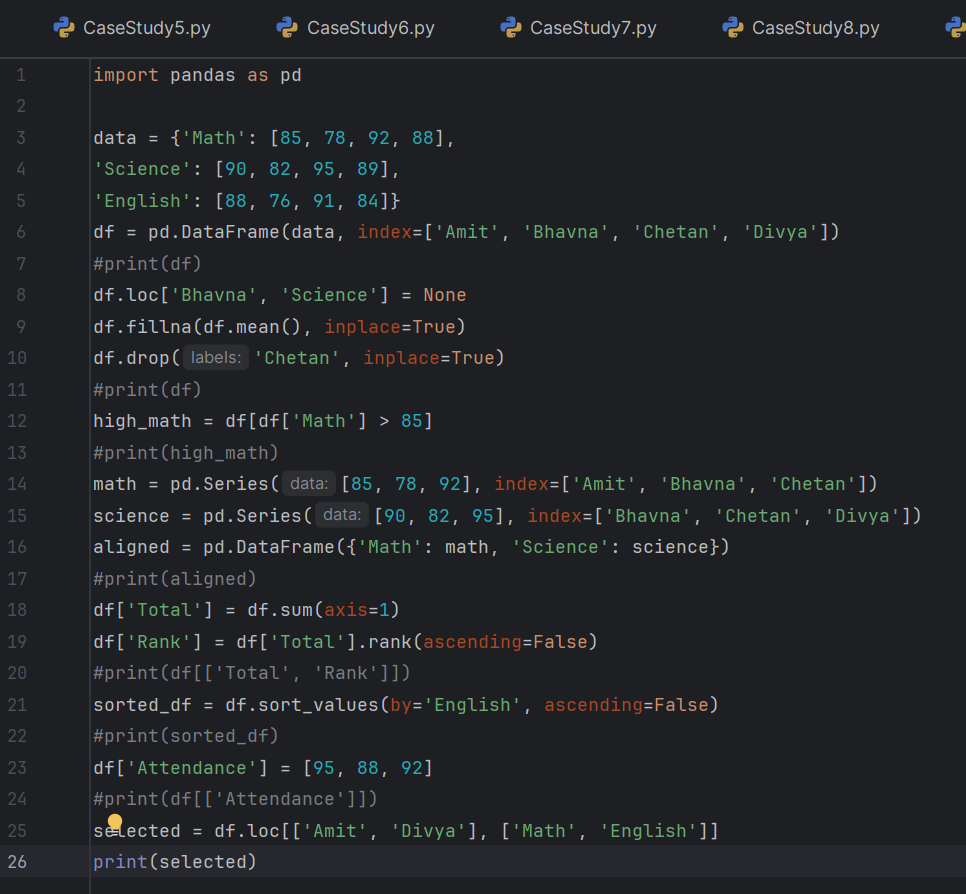 CaseStudy5.py CaseStudy6.py CaseStudy7.py CaseStudy8.py
1 import pandas as pd
2
3 data = {'Math': [85, 78, 92, 88],
4 'Science': [90, 82, 95, 89],
5 'English': [88, 76, 91, 84]}
6 df = pd.DataFrame(data, index=['Amit', 'Bhavna', 'Chetan', 'Divya'])
7 #print(df)
8 df.loc['Bhavna', 'Science'] = None
9 df.fillna(df.mean(), inplace=True)
10 df.drop( labels: 'Chetan', inplace=True)
11 #print(df)
12 high_math = df[df['Math'] > 85]
13 #print(high_math)
14 math = pd.Series( data: [85, 78, 92], index=['Amit', 'Bhavna', 'Chetan'])
15 science = pd.Series( data: [90, 82, 95], index=['Bhavna', 'Chetan', 'Divya'])
16 aligned = pd.DataFrame({'Math': math, 'Science': science})
17 #print(aligned)
18 df['Total'] = df.sum(axis=1)
19 df['Rank'] = df['Total'].rank(ascending=False)
20 #print(df[['Total', 'Rank']])
21 sorted_df = df.sort_values(by='English', ascending=False)
22 #print(sorted_df)
23 df['Attendance'] = [95, 88, 92]
24 #print(df[['Attendance']])
25 selected = df.loc[['Amit', 'Divya'], ['Math', 'English']]
26 print(selected)